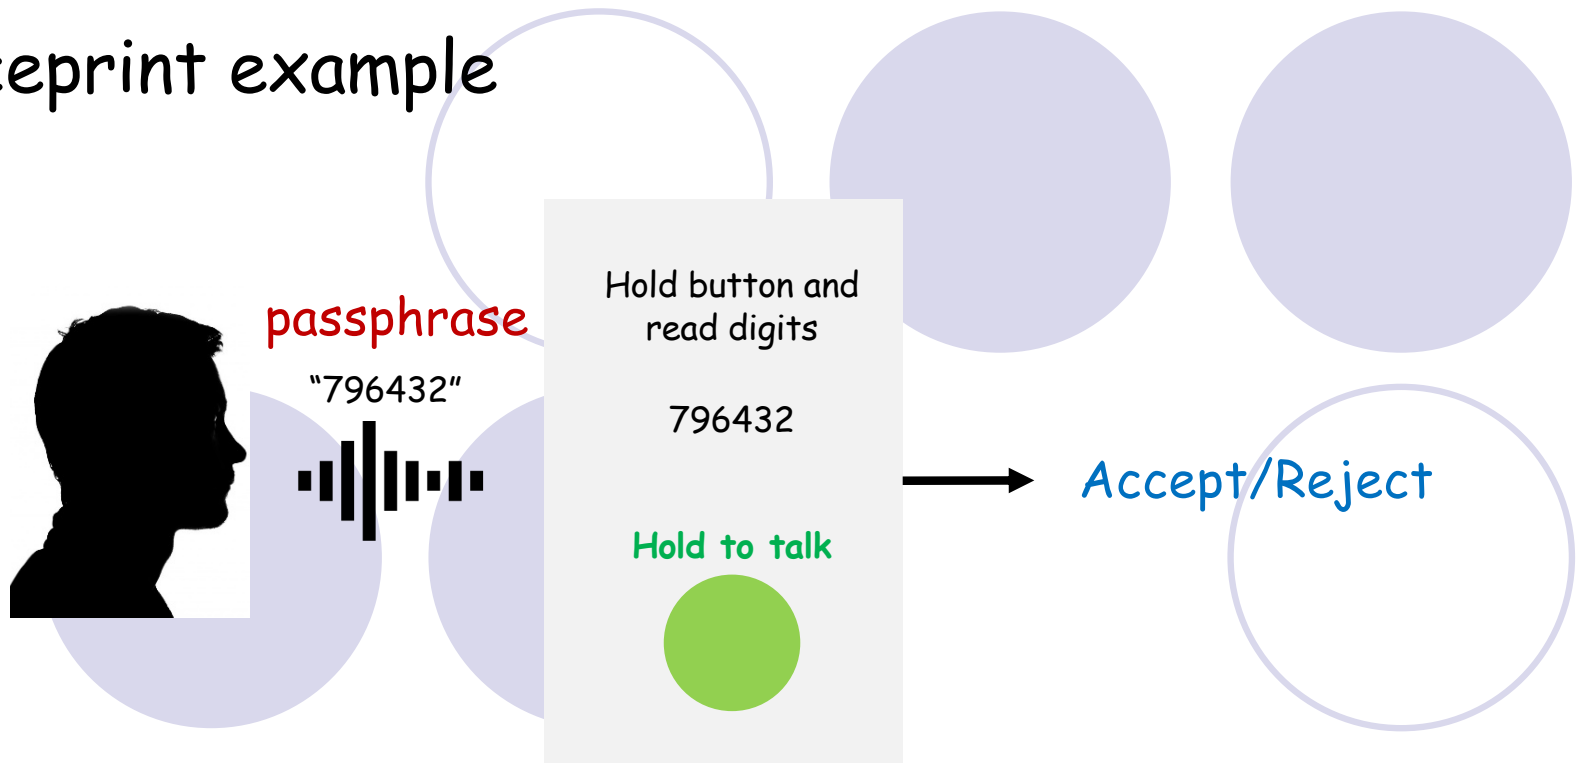 eprint example
passphrase
“796432”
Hold button and
read digits
796432
Hold to talk
Accept/Reject